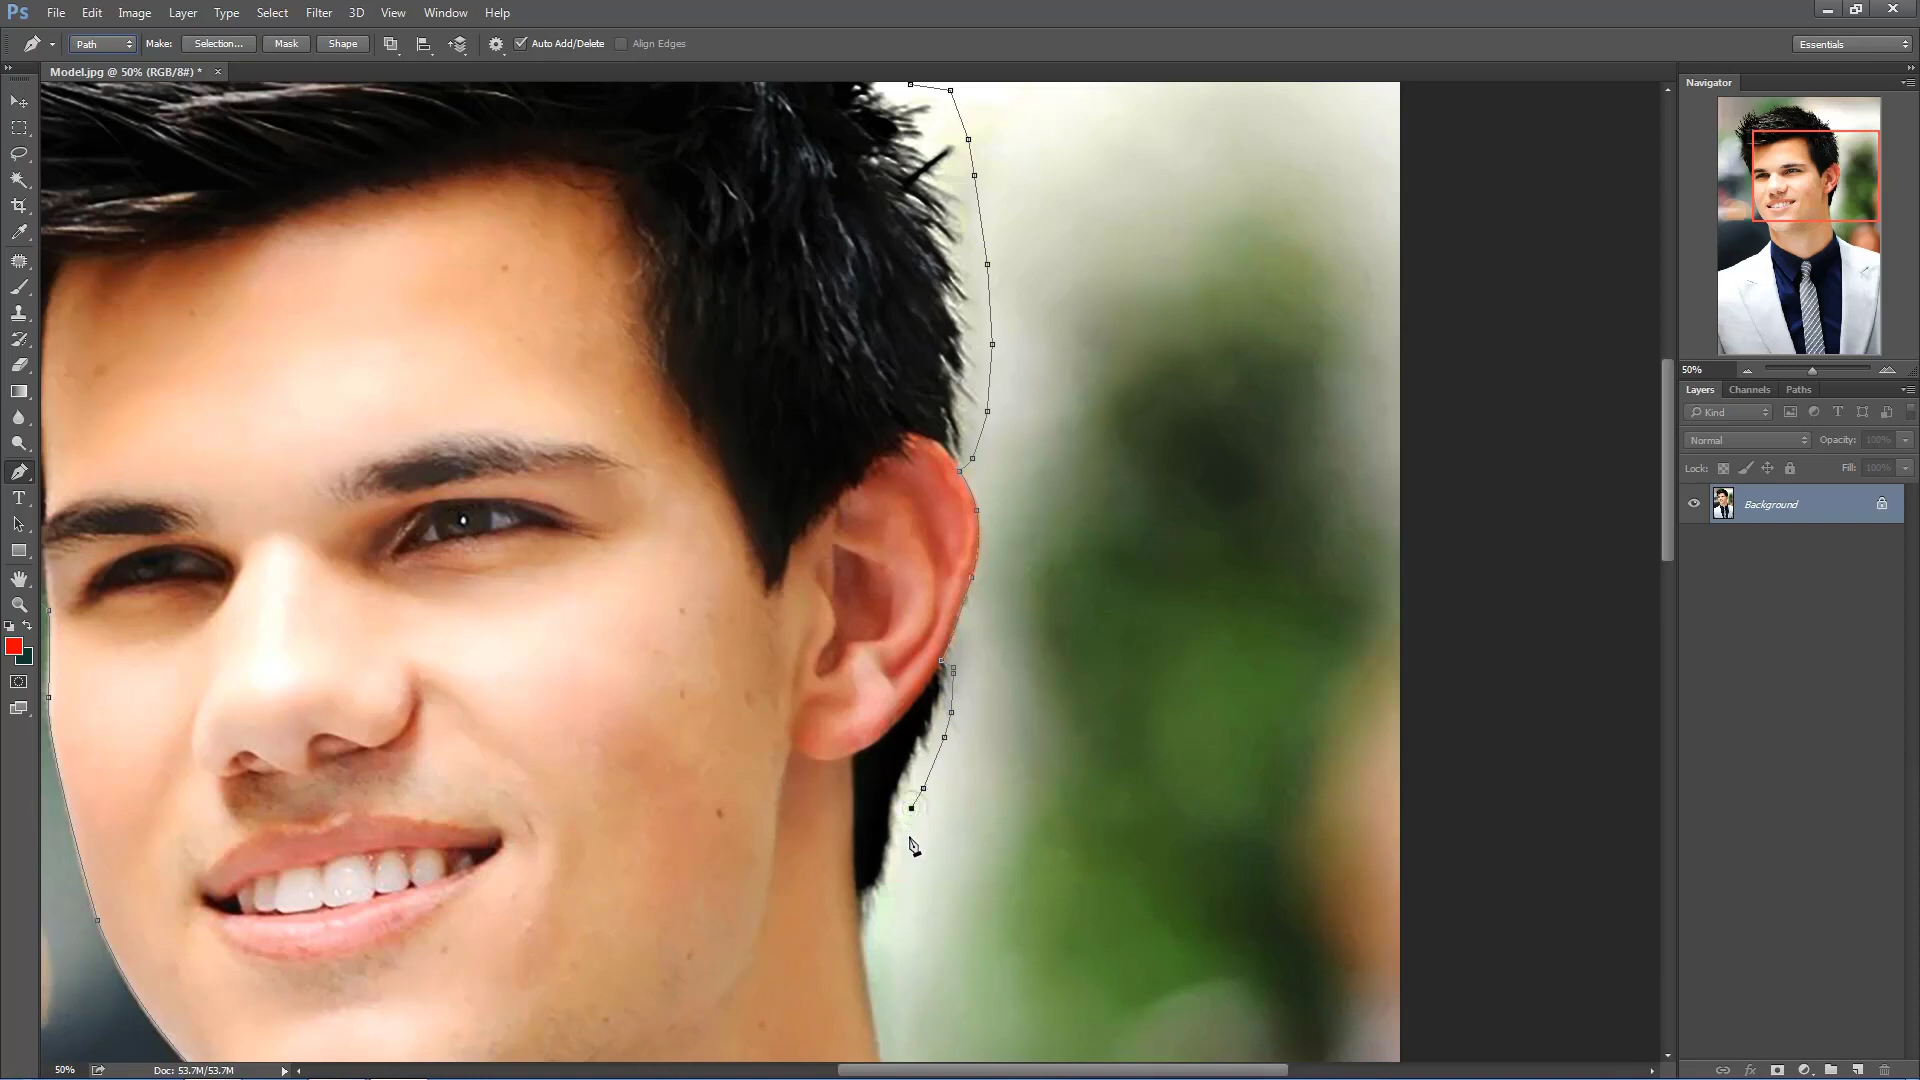 Ps File Edit Image Layer Type Select Filter 3D View Window Help
Path Make: Selection... Mask Shape Auto Add/Delete Align Edges Essentials
Model.jpg @ 50% (RGB/8#) * ×
Navigator
50%
Layers Channels Paths
Kind
Normal Opacity: 100%
Lock: Fill: 100%
Background
T
50% Doc: 53.7M/53.7M
fx